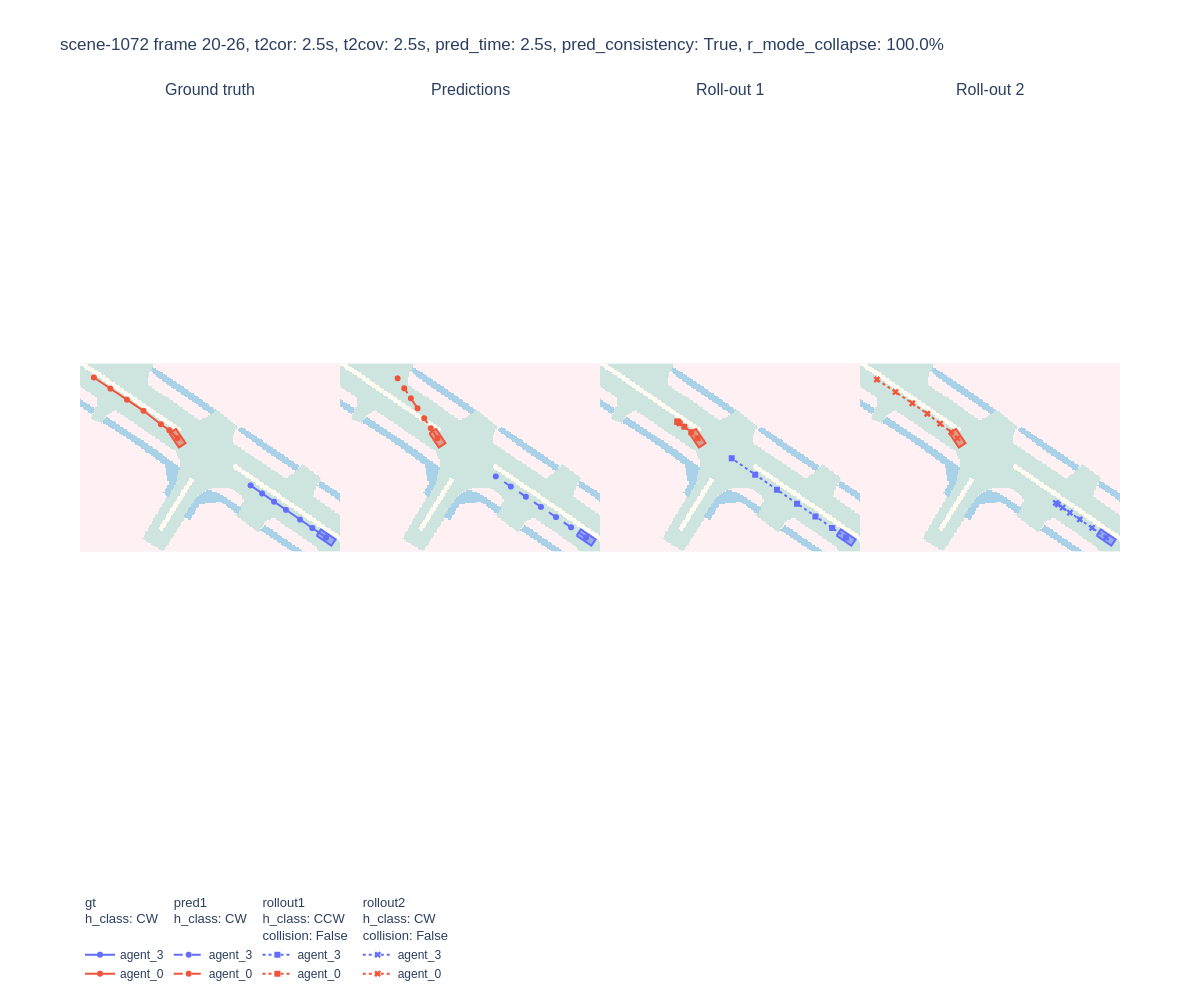 scene-1072 frame 20-26, t2cor: 2.5s, t2cov: 2.5s, pred_time: 2.5s, pred_consistency: True, r_mode_collapse: 100.0%
Ground truth
Predictions
Roll-out 1
Roll-out 2
gt
h_class: CW
agent_3
agent_0
pred1
h_class: CW
agent_3
agent_0
rollout1
h_class: CCW
collision: False
agent_3
agent_0
rollout2
h_class: CW
collision: False
agent_3
agent_0